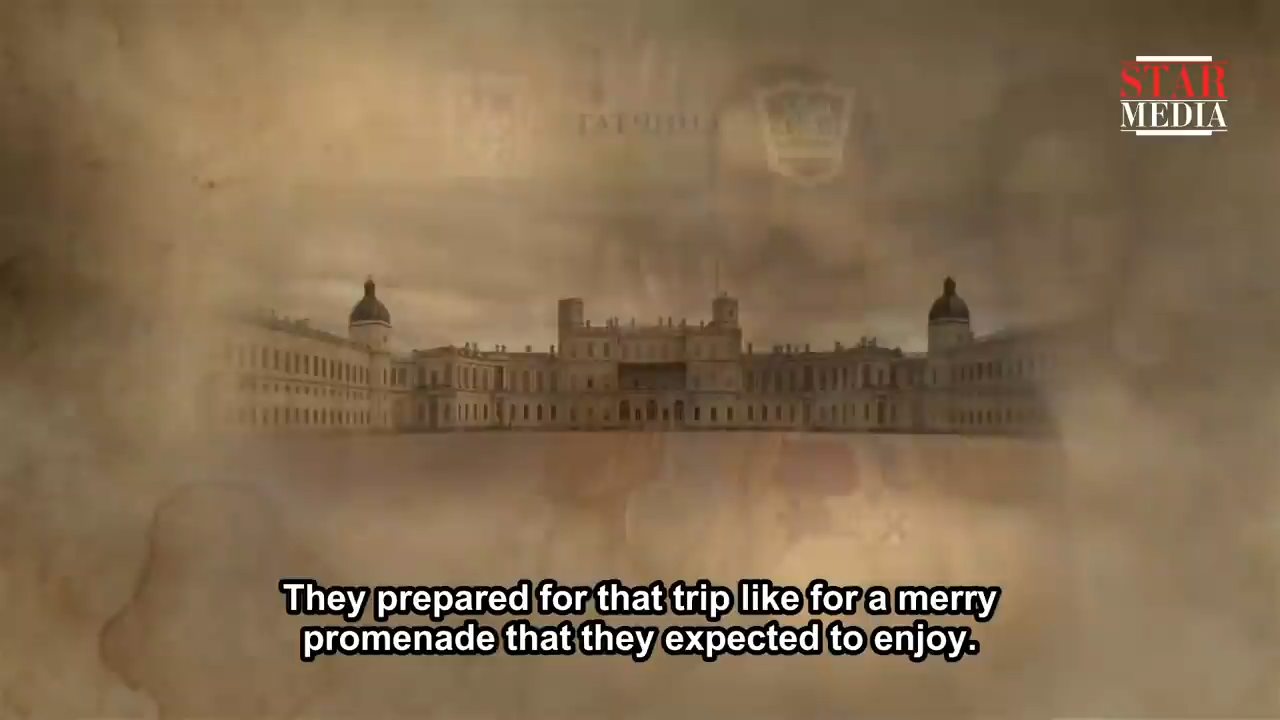 STAR
MEDIA
They prepared for that trip like for a merry
promenade that they expected to enjoy.